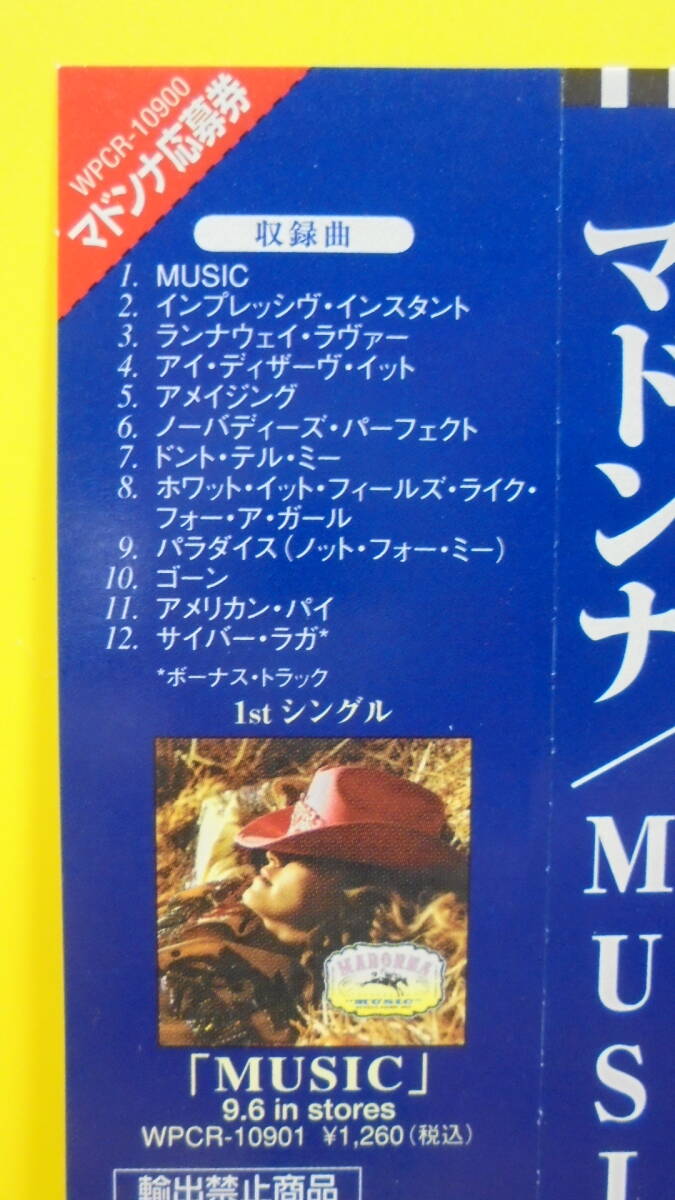 WPCR-10900
マドンナ応募券
収録曲
1. MUSIC
2. インプレッシヴ・インスタント
3. ランナウェイ・ラヴァー
4. アイ・ディザーヴ・イット
5. アメイジング
6. ノーバディーズ・パーフェクト
7. ドント・テル・ミー
8. ホワット・イット・フィールズ・ライク・
フォー・ア・ガール
9. パラダイス(ノット・フォー・ミー)
10. ゴーン
11. アメリカン・パイ
12. サイバー・ラガ*
*ボーナス・トラック
1st シングル
MADONNA
MUSIC
「MUSIC」
9.6 in stores
WPCR-10901 ¥1,260(税込)
輸出禁止商品
マドンナ/MUSI